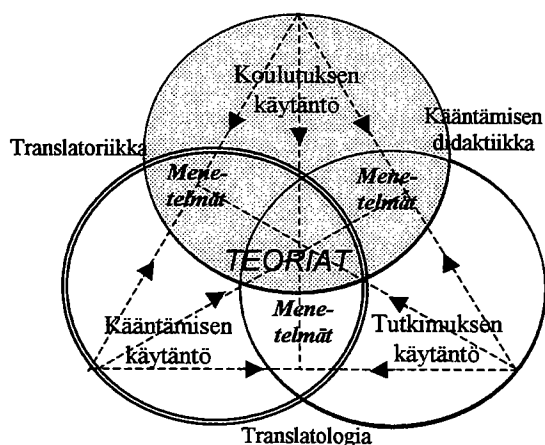 Koulutuksen
käytäntö
Kääntämisen
didaktiikka
Translatoriikka
Mene-
telmät
Mene-
telmät
TEORIAT
Mene-
telmät
Kääntämisen
käytäntö
Tutkimuksen
käytäntö
Translatologia